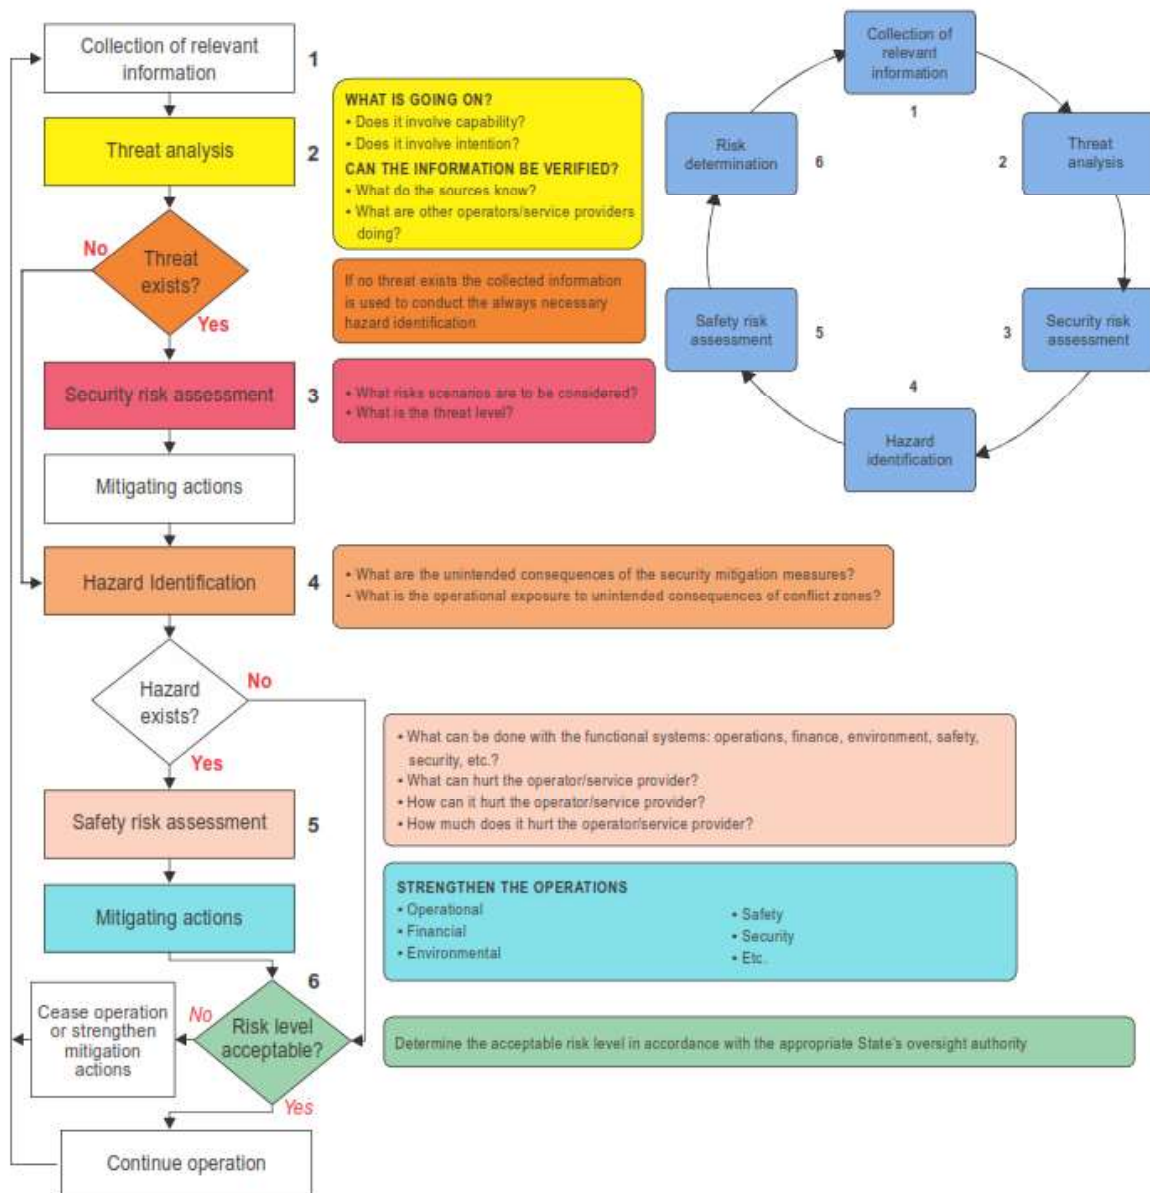 Collection of relevant
information
1
Threat analysis
2
WHAT IS GOING ON?
• Does it involve capability?
• Does it involve intention?
CAN THE INFORMATION BE VERIFIED?
• What do the sources know?
• What are other operators/service providers
doing?
No
Threat
exists?
Yes
If no threat exists the collected information
is used to conduct the always necessary
hazard identification
Security risk assessment
3
• What risks scenarios are to be considered?
• What is the threat level?
Mitigating actions
Hazard Identification
4
• What are the unintended consequences of the security mitigation measures?
• What is the operational exposure to unintended consequences of conflict zones?
Hazard
exists?
No
Yes
• What can be done with the functional systems: operations, finance, environment, safety,
security, etc.?
• What can hurt the operator/service provider?
• How can it hurt the operator/service provider?
• How much does it hurt the operator/service provider?
Safety risk assessment
5
Mitigating actions
STRENGTHEN THE OPERATIONS
• Operational
• Financial
• Environmental
• Safety
• Security
• Etc.
6
No
Risk level
acceptable?
Yes
Cease operation
or strengthen
mitigation
actions
Determine the acceptable risk level in accordance with the appropriate State's oversight authority
Continue operation
Collection of
relevant
information
1
Threat
analysis
2
Security risk
assessment
3
Hazard
identification
4
Safety risk
assessment
5
Risk
determination
6